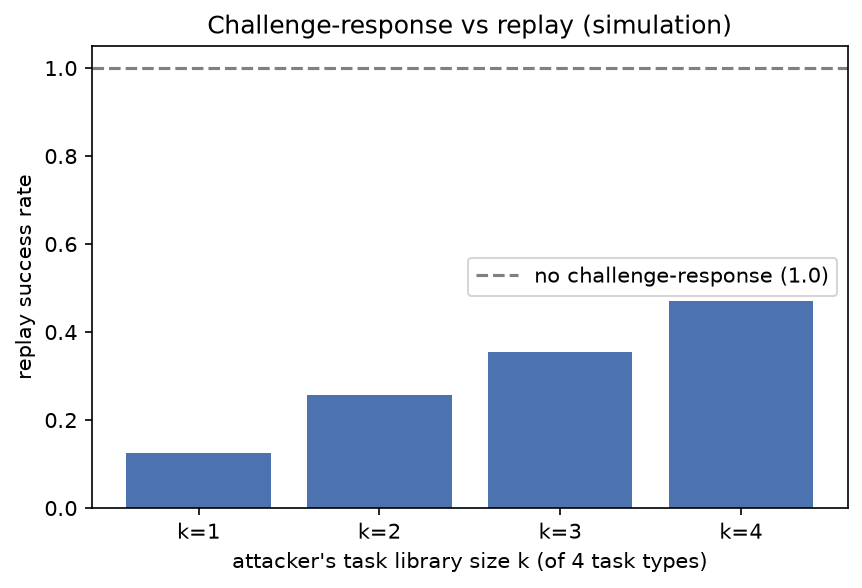 Challenge-response vs replay (simulation)
1.0
0.8
0.6
0.4
0.2
0.0
replay success rate
no challenge-response (1.0)
k=1 k=2 k=3 k=4
attacker's task library size k (of 4 task types)